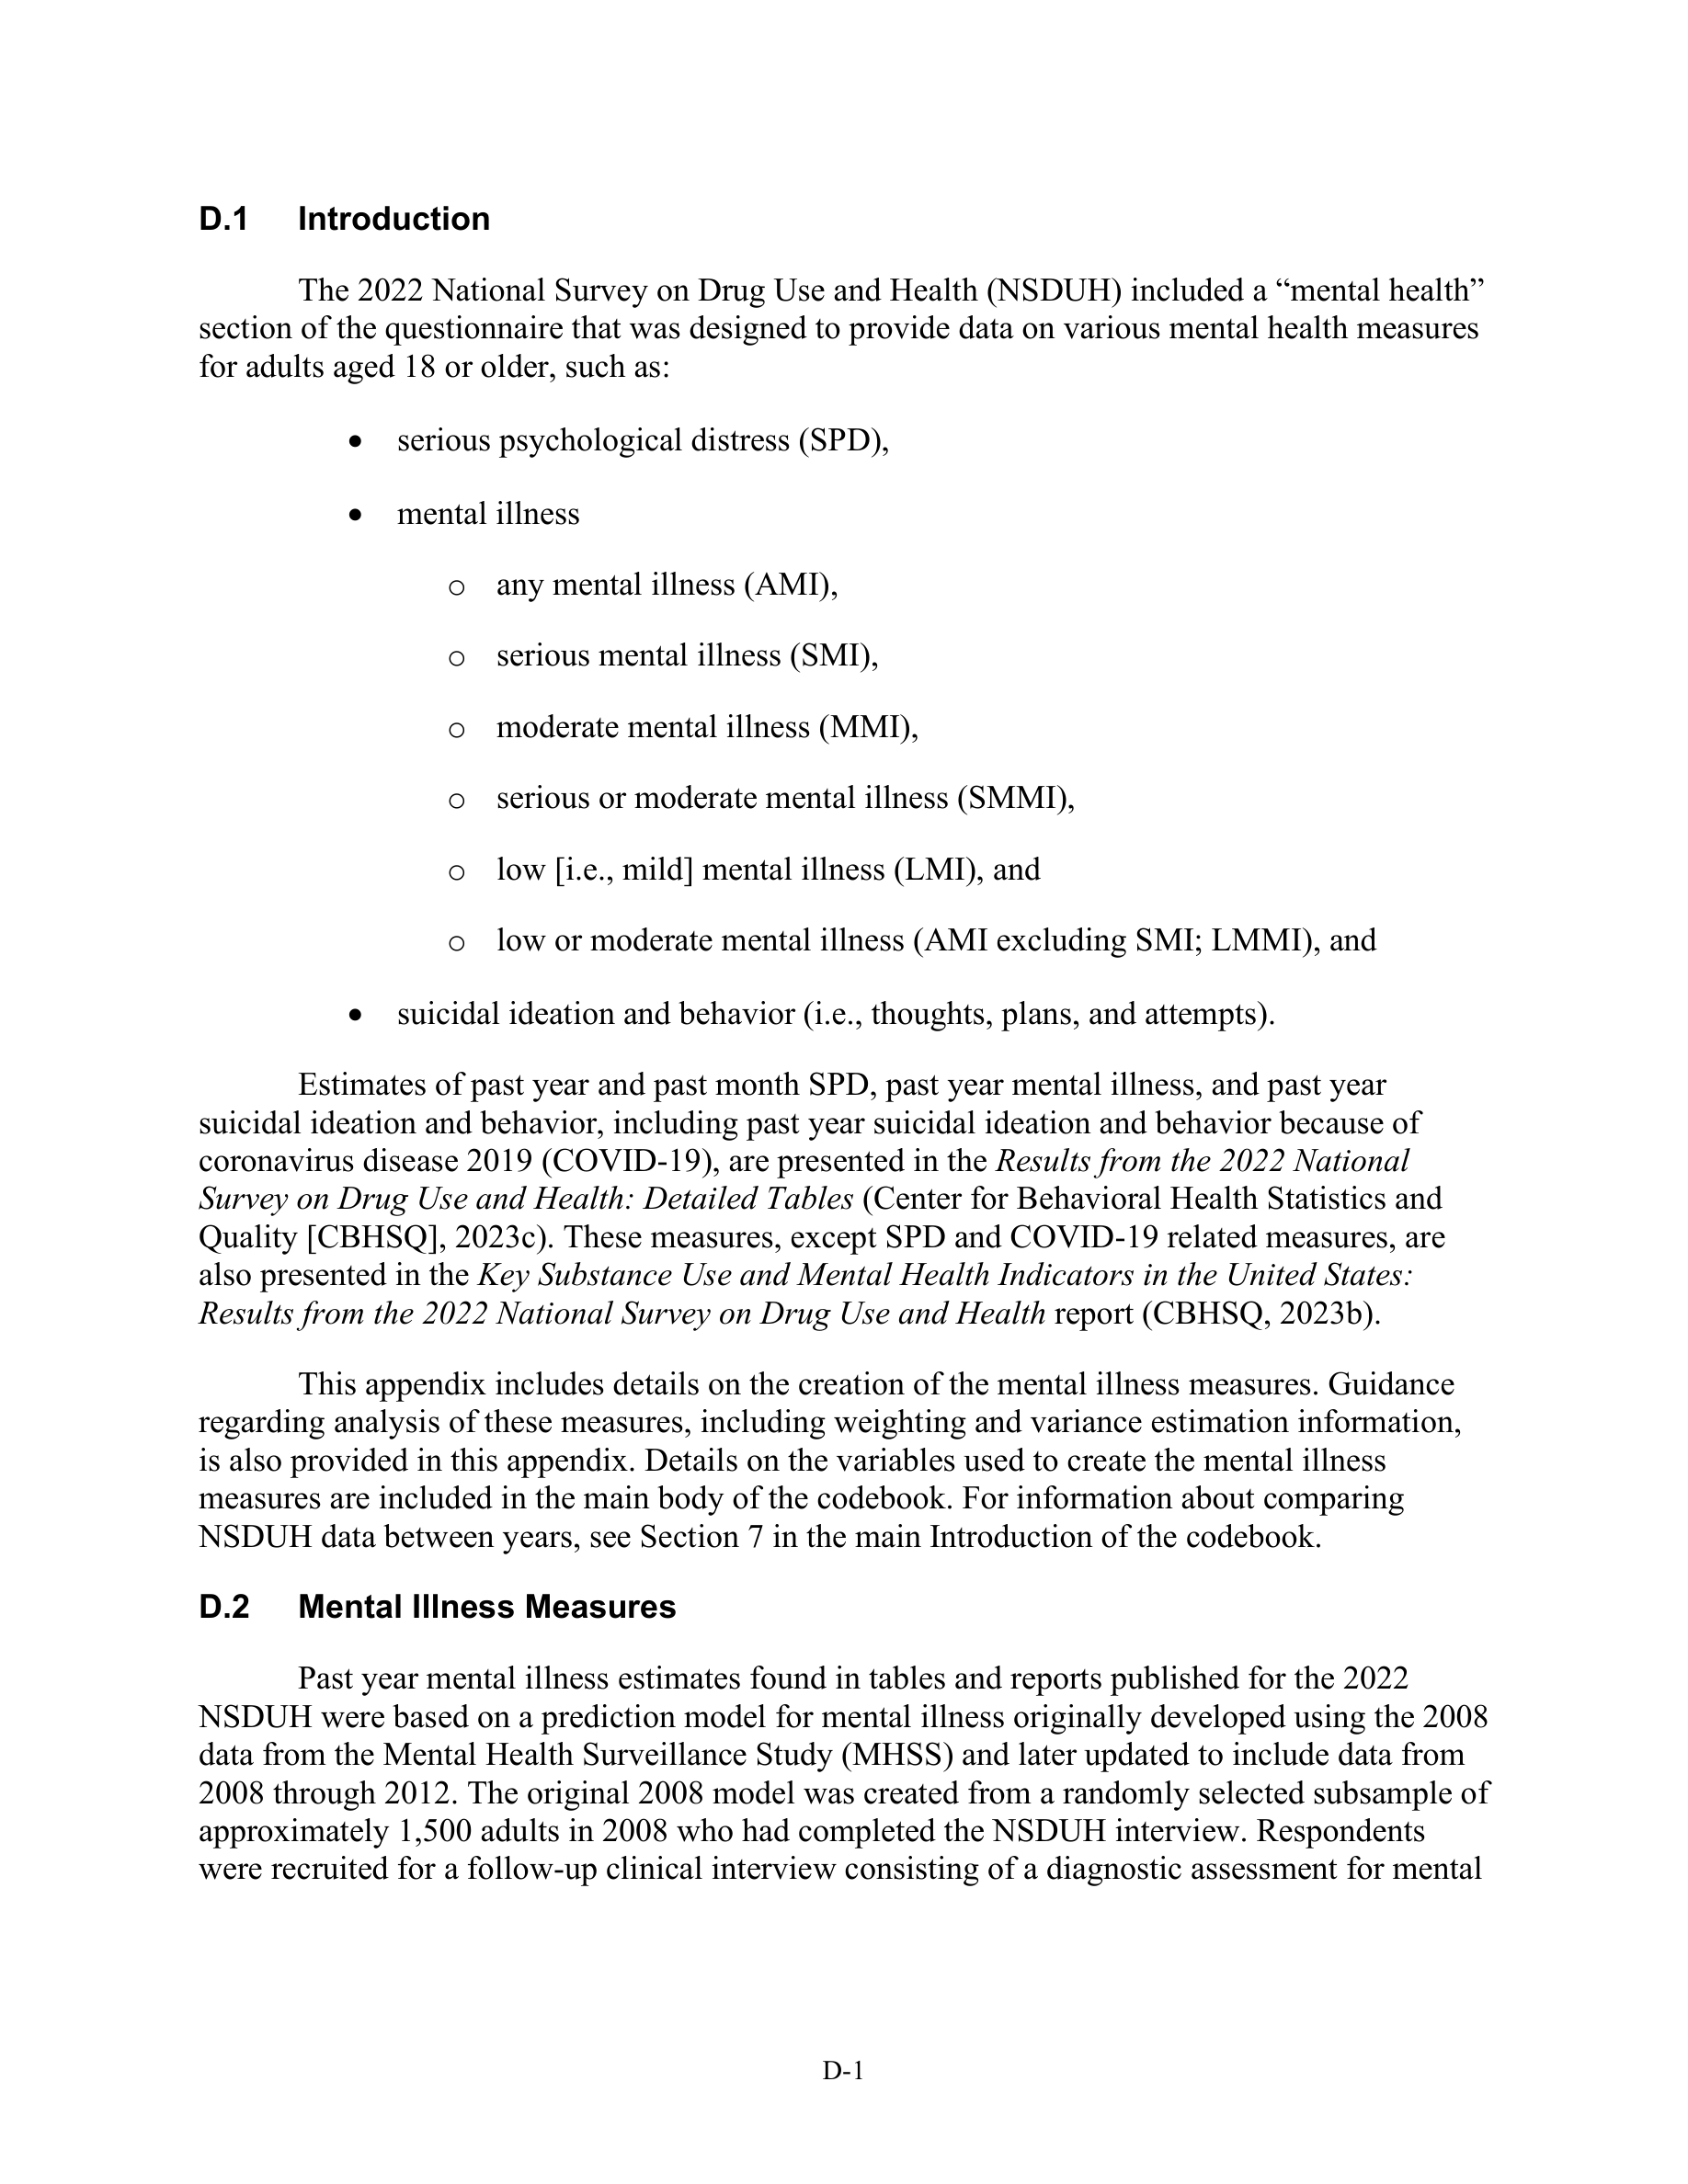 D.1 Introduction
The 2022 National Survey on Drug Use and Health (NSDUH) included a “mental health”
section of the questionnaire that was designed to provide data on various mental health measures
for adults aged 18 or older, such as:
• serious psychological distress (SPD),
• mental illness
o any mental illness (AMI),
o serious mental illness (SMI),
o moderate mental illness (MMI),
o serious or moderate mental illness (SMMI),
o low [i.e., mild] mental illness (LMI), and
o low or moderate mental illness (AMI excluding SMI; LMMI), and
• suicidal ideation and behavior (i.e., thoughts, plans, and attempts).
Estimates of past year and past month SPD, past year mental illness, and past year
suicidal ideation and behavior, including past year suicidal ideation and behavior because of
coronavirus disease 2019 (COVID-19), are presented in the Results from the 2022 National
Survey on Drug Use and Health: Detailed Tables (Center for Behavioral Health Statistics and
Quality [CBHSQ], 2023c). These measures, except SPD and COVID-19 related measures, are
also presented in the Key Substance Use and Mental Health Indicators in the United States:
Results from the 2022 National Survey on Drug Use and Health report (CBHSQ, 2023b).
This appendix includes details on the creation of the mental illness measures. Guidance
regarding analysis of these measures, including weighting and variance estimation information,
is also provided in this appendix. Details on the variables used to create the mental illness
measures are included in the main body of the codebook. For information about comparing
NSDUH data between years, see Section 7 in the main Introduction of the codebook.
D.2 Mental Illness Measures
Past year mental illness estimates found in tables and reports published for the 2022
NSDUH were based on a prediction model for mental illness originally developed using the 2008
data from the Mental Health Surveillance Study (MHSS) and later updated to include data from
2008 through 2012. The original 2008 model was created from a randomly selected subsample of
approximately 1,500 adults in 2008 who had completed the NSDUH interview. Respondents
were recruited for a follow-up clinical interview consisting of a diagnostic assessment for mental
D-1